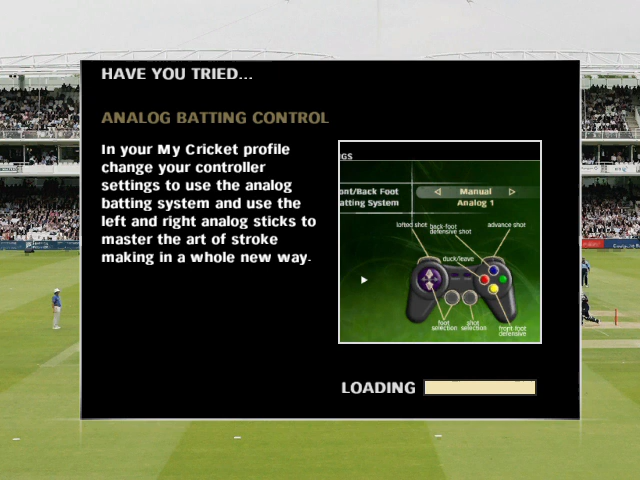 HAVE YOU TRIED...
ANALOG BATTING CONTROL
In your My Cricket profile
change your controller
settings to use the analog
batting system and use the
left and right analog sticks to
master the art of stroke
making in a whole new way.
GS
ont/Back Foot
Manual
atting System
Analog 1
lofted shot
back-foot
defensive shot
advance shot
duck/leave
foot
selection
shot
selection
front foot
defensive
LOADING